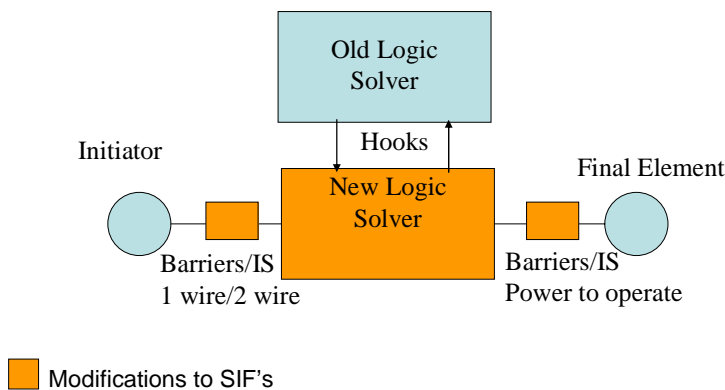 Old Logic
Solver
Hooks
Initiator
Final Element
New Logic
Solver
Barriers/IS
1 wire/2 wire
Barriers/IS
Power to operate
Modifications to SIF's